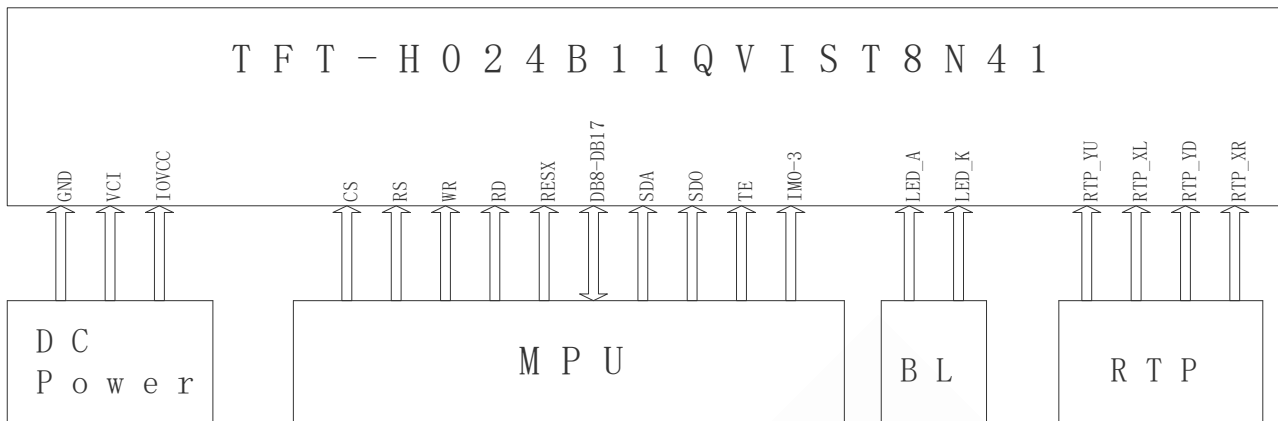 TFT-H024B11QVIST8N41
GND
VCI
IOVCC
CS
RS
WR
RD
RESX
DB8-DB17
SDA
SDO
TE
IM0-3
LED_A
LED_K
RTP_YU
RTP_XL
RTP_YD
RTP_XR
DC
Power
MPU
BL
RTP